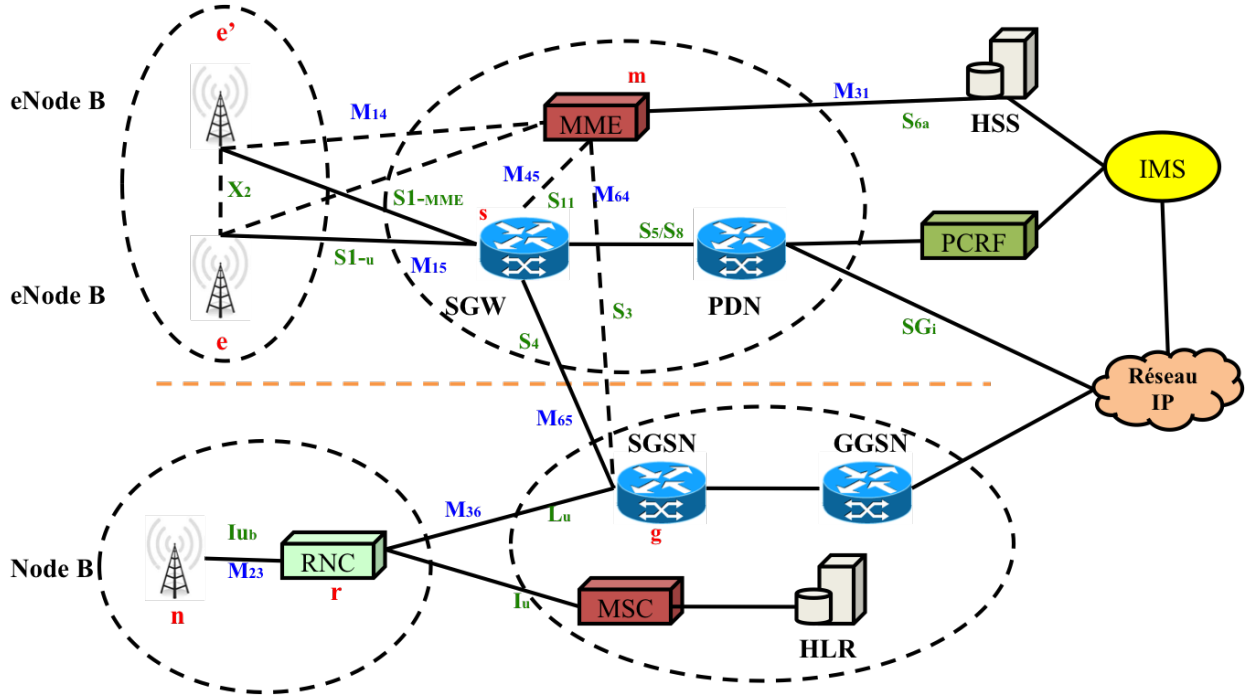 e'
eNode B
m
M14
MME
M31
S6a
HSS
IMS
X2
S1-MME
M45
S11
M64
s
S1-u
M15
S5/S8
PCRF
eNode B
e
SGW
PDN
S3
S4
SGi
Réseau
IP
M65
SGSN
GGSN
M36
Lu
g
Node B
Iub
M23
RNC
n
r
Iu
MSC
HLR